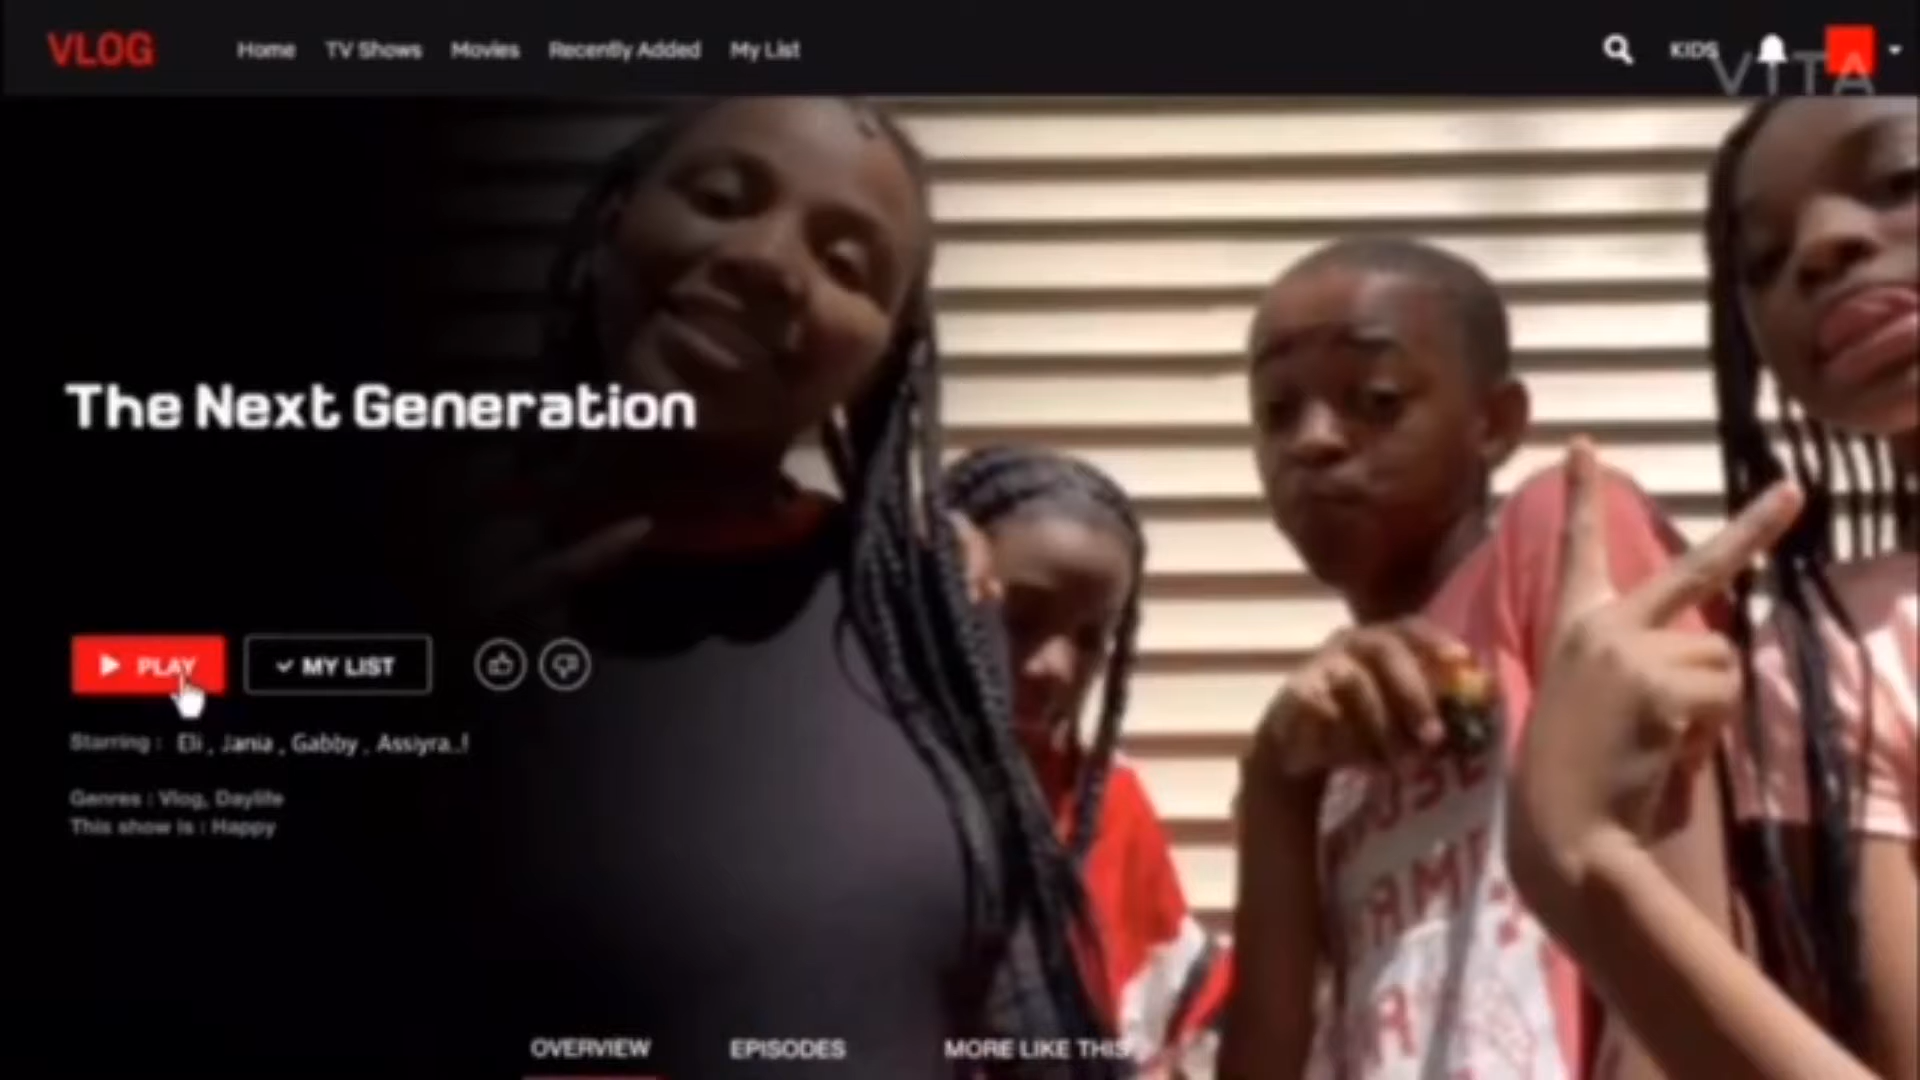 VLOG
Home TV Shows Movies Recently Added My List
KIDS
VITA
The Next Generation
PLAY
MY LIST
Starring : Eli , Jania , Gabby , Assiyra..!
Genres : Vlog, Daylife
This show is : Happy
OVERVIEW EPISODES MORE LIKE THIS